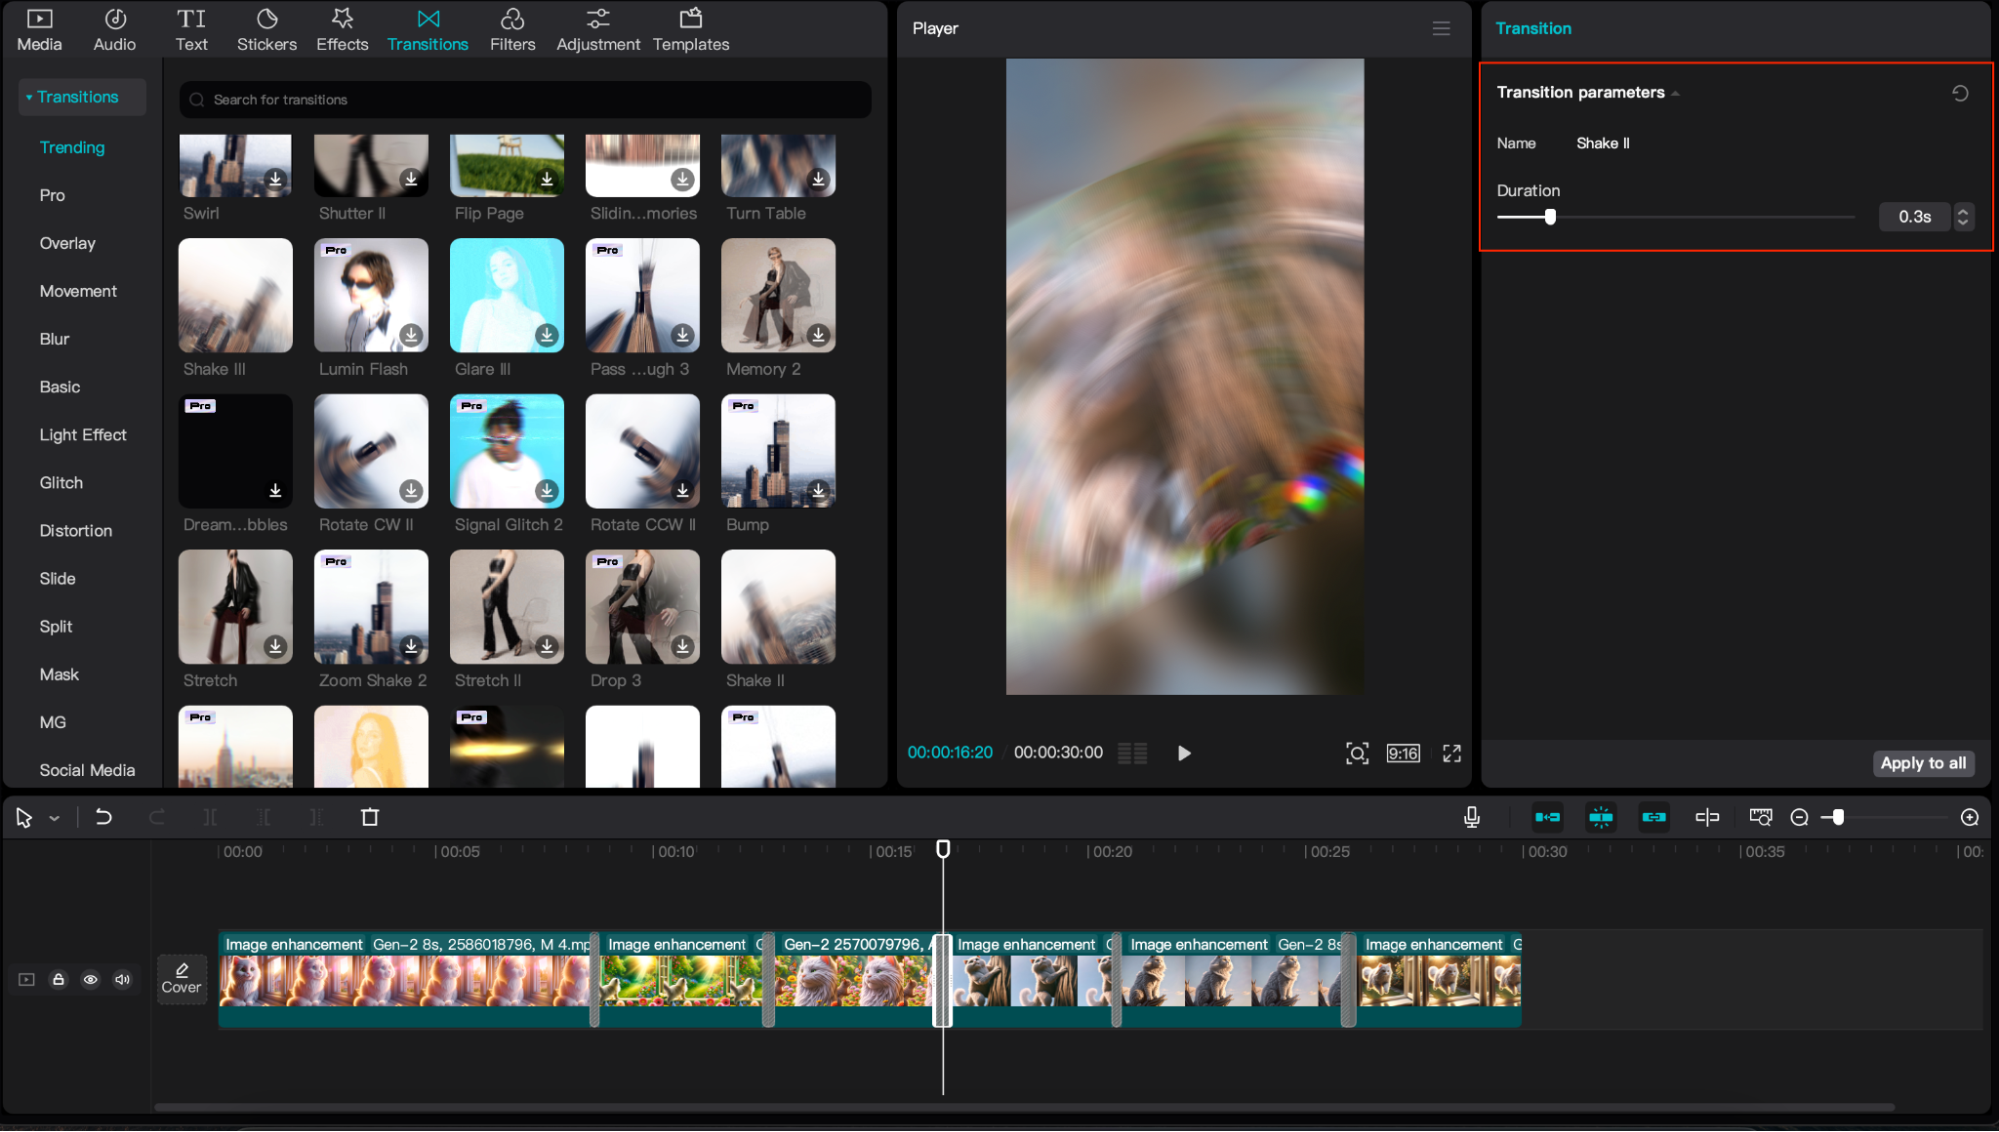 Media
Audio
TI
Text
Stickers
Effects
Transitions
Filters
Adjustment
Templates
Player
Transition
Transitions
Search for transitions
Transition parameters
Name Shake II
Duration
0.3s
Trending
Pro
Overlay
Movement
Blur
Basic
Light Effect
Glitch
Distortion
Slide
Split
Mask
MG
Social Media
Swirl
Shutter II
Flip Page
Slidin...mories
Turn Table
Pro
Pro
Shake III
Lumin Flash
Glare III
Pass ...ugh 3
Memory 2
Pro
Pro
Pro
Dream...bbles
Rotate CW II
Signal Glitch 2
Rotate CCW II
Bump
Pro
Pro
Stretch
Zoom Shake 2
Stretch II
Drop 3
Shake II
Pro
Pro
Pro
00:00:16:20 / 00:00:30:00
9:16
Apply to all
00:00
00:05
00:10
00:15
00:20
00:25
00:30
00:35
00:
Cover
Image enhancement Gen-2 8s, 2586018796, M 4.mp
Image enhancement
Gen-2 2570079796,
Image enhancement
Image enhancement Gen-2 8s
Image enhancement